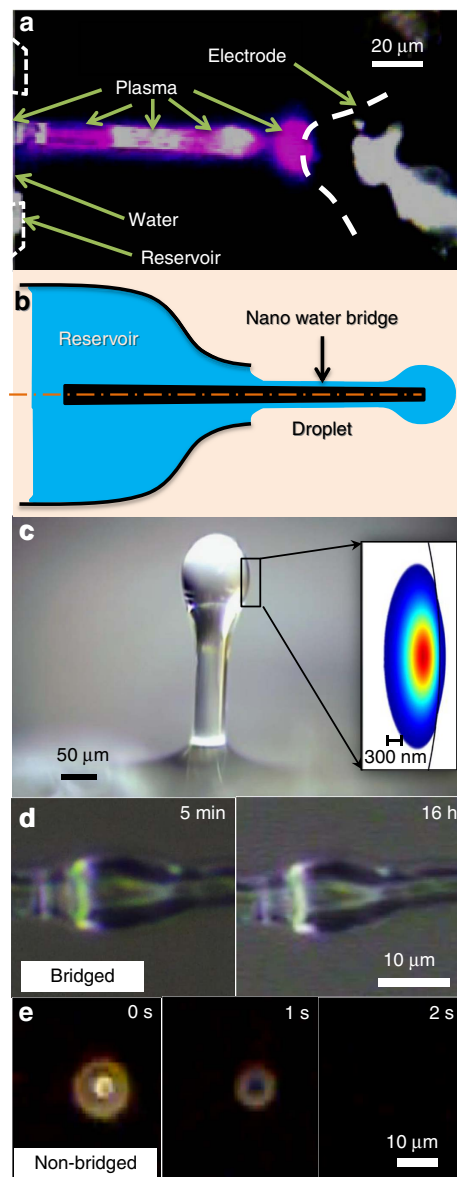 a
Electrode
20 μm
Plasma
Water
Reservoir
b
Nano water bridge
Reservoir
Droplet
c
50 μm
300 nm
d
5 min
16 h
Bridged
10 μm
e
0 s
1 s
2 s
Non-bridged
10 μm